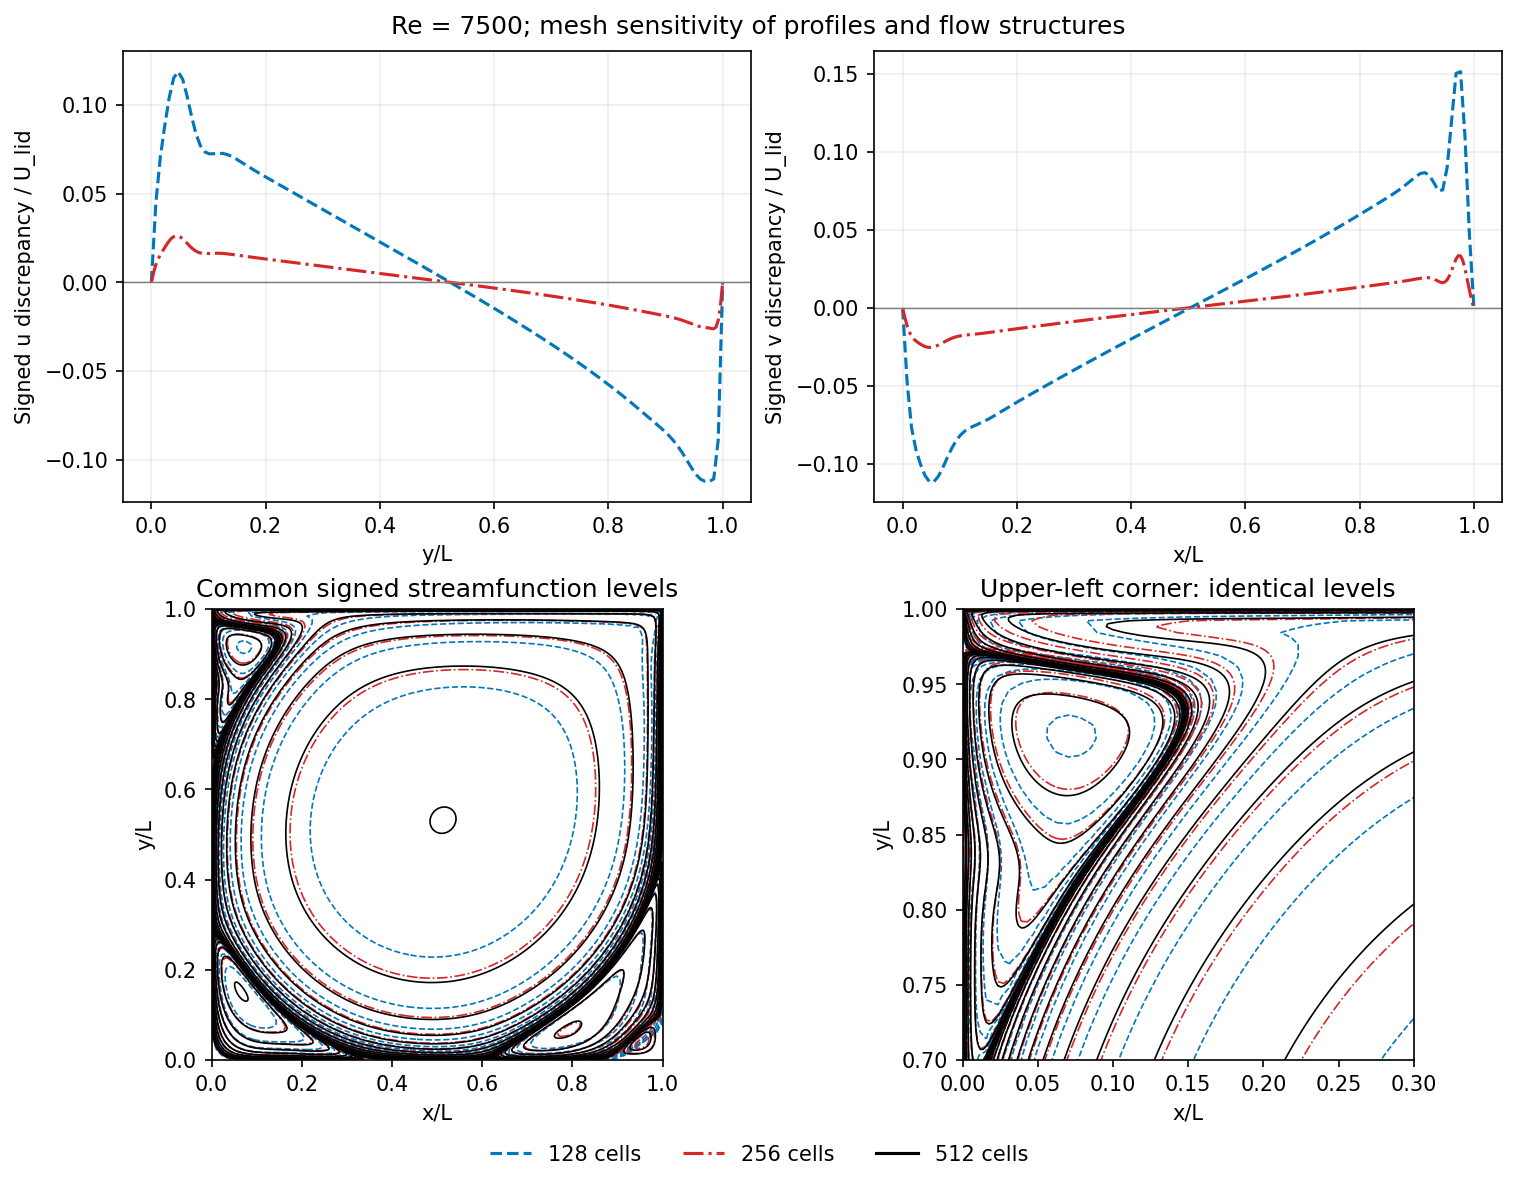 Re = 7500; mesh sensitivity of profiles and flow structures
Signed u discrepancy / U_lid
0.10
0.05
0.00
−0.05
−0.10
0.0 0.2 0.4 0.6 0.8 1.0
y/L
Signed v discrepancy / U_lid
0.15
0.10
0.05
0.00
−0.05
−0.10
0.0 0.2 0.4 0.6 0.8 1.0
x/L
Common signed streamfunction levels
y/L
1.0
0.8
0.6
0.4
0.2
0.0
0.0 0.2 0.4 0.6 0.8 1.0
x/L
Upper-left corner: identical levels
y/L
1.00
0.95
0.90
0.85
0.80
0.75
0.70
0.00 0.05 0.10 0.15 0.20 0.25 0.30
x/L
128 cells 256 cells 512 cells